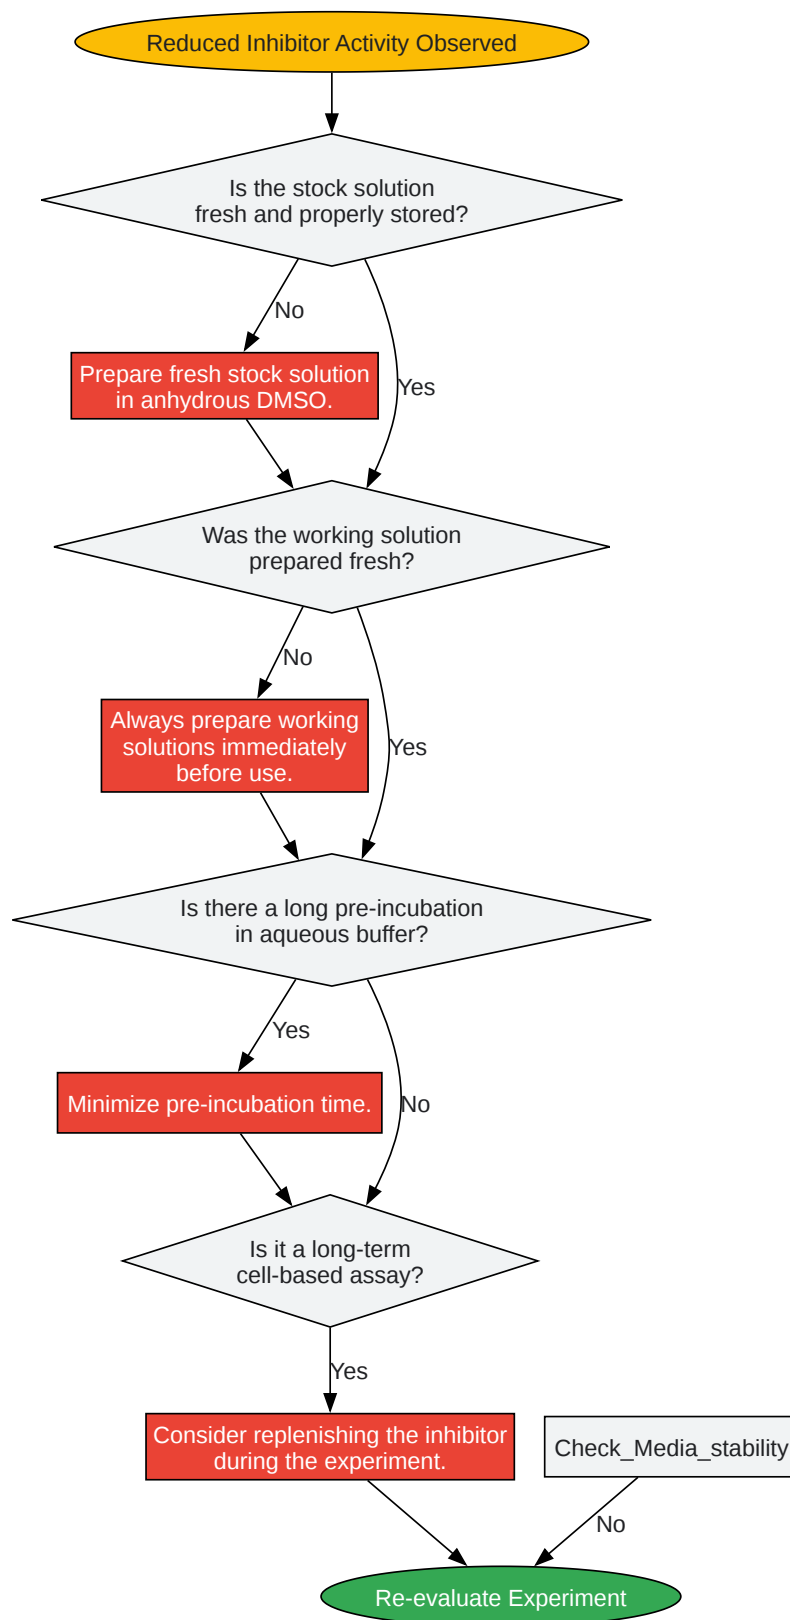 Reduced Inhibitor Activity Observed
Is the stock solution
fresh and properly stored?
No
Prepare fresh stock solution
in anhydrous DMSO.
Yes
Was the working solution
prepared fresh?
No
Always prepare working
solutions immediately
before use.
Yes
Is there a long pre-incubation
in aqueous buffer?
Yes
Minimize pre-incubation time.
No
Is it a long-term
cell-based assay?
Yes
Consider replenishing the inhibitor
during the experiment.
Check_Media_stability
No
Re-evaluate Experiment